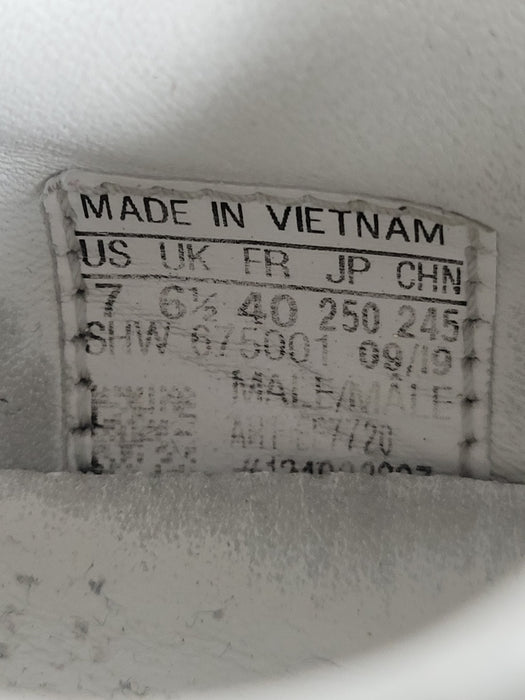 MADE IN VIETNAM
US UK FR JP CHN
7 6½ 40 250 245
SHW 675001 09/19
MALE/MALE
ART